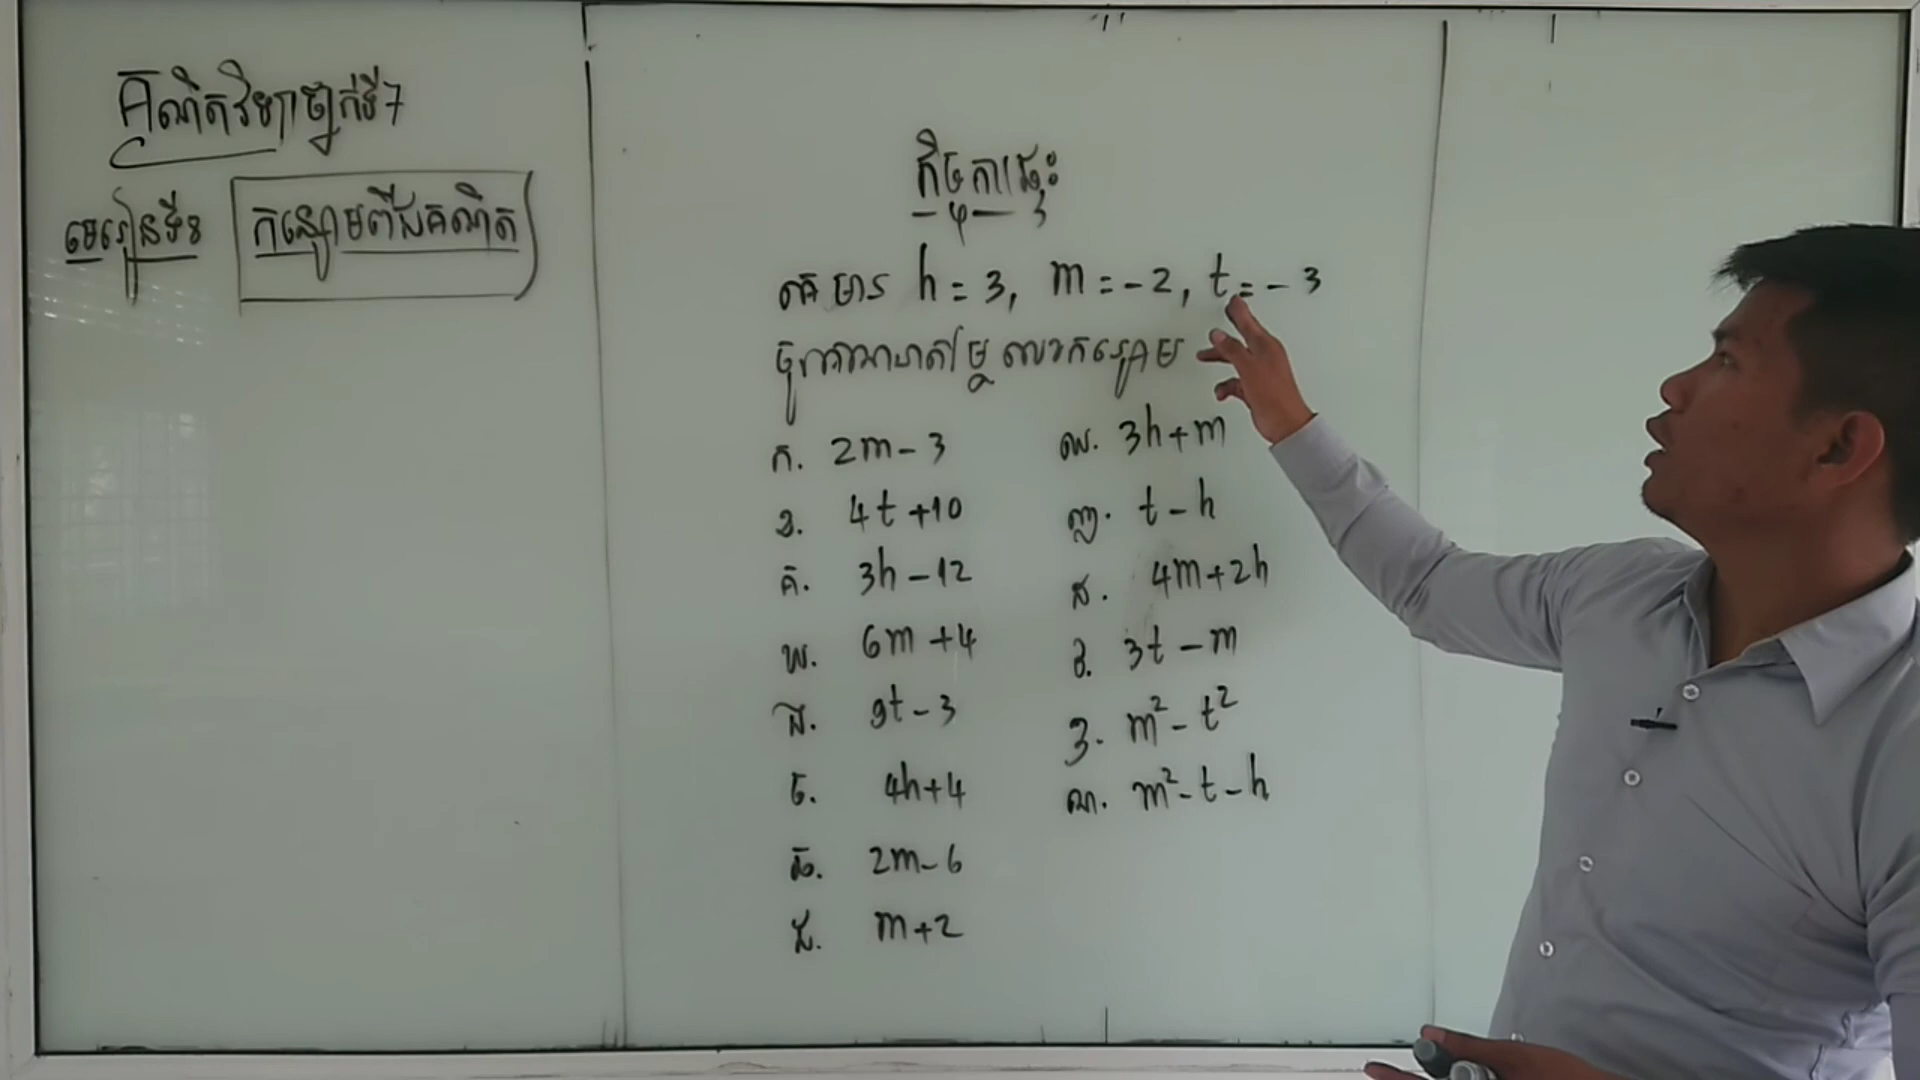 គណិតវិទ្យាថ្នាក់ទី7
មេរៀនទី8 កន្សោមពីជគណិត
កិច្ចការផ្ទះ
គេមាន h = 3, m = -2, t = -3
ចូរគណនាតម្លៃលេខកន្សោម
ក. 2m - 3
ខ. 4t + 10
គ. 3h - 12
ឃ. 6m + 4
ង. 9t - 3
ច. 4h + 4
ឆ. 2m - 6
ជ. m + 2
ឈ. 3h + m
ញ. t - h
ដ. 4m + 2h
ឋ. 3t - m
ឌ. m² - t²
ណ. m² - t - h